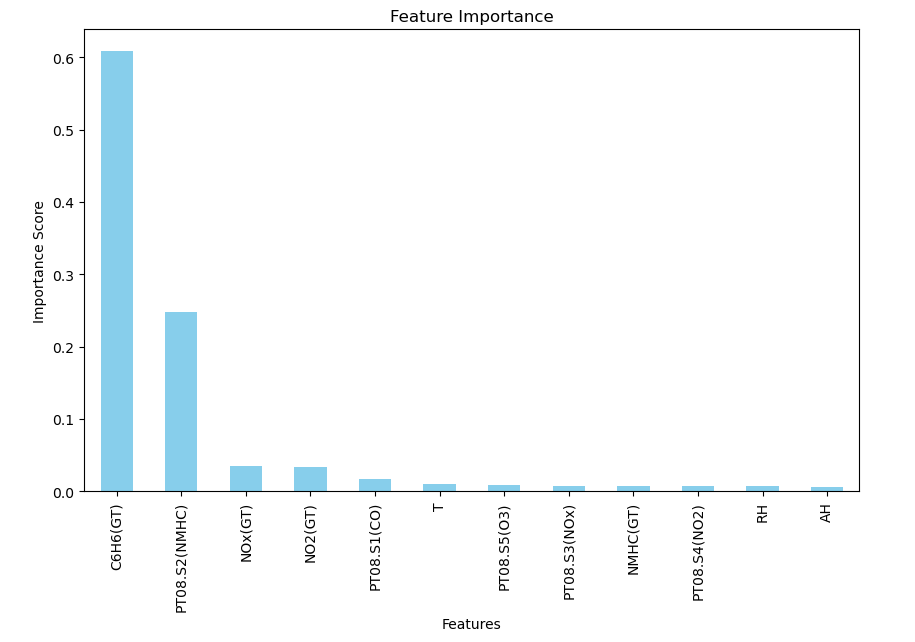 Feature Importance
Importance Score
0.6
0.5
0.4
0.3
0.2
0.1
0.0
C6H6(GT)
PT08.S2(NMHC)
NOx(GT)
NO2(GT)
PT08.S1(CO)
T
PT08.S5(O3)
PT08.S3(NOx)
NMHC(GT)
PT08.S4(NO2)
RH
AH
Features